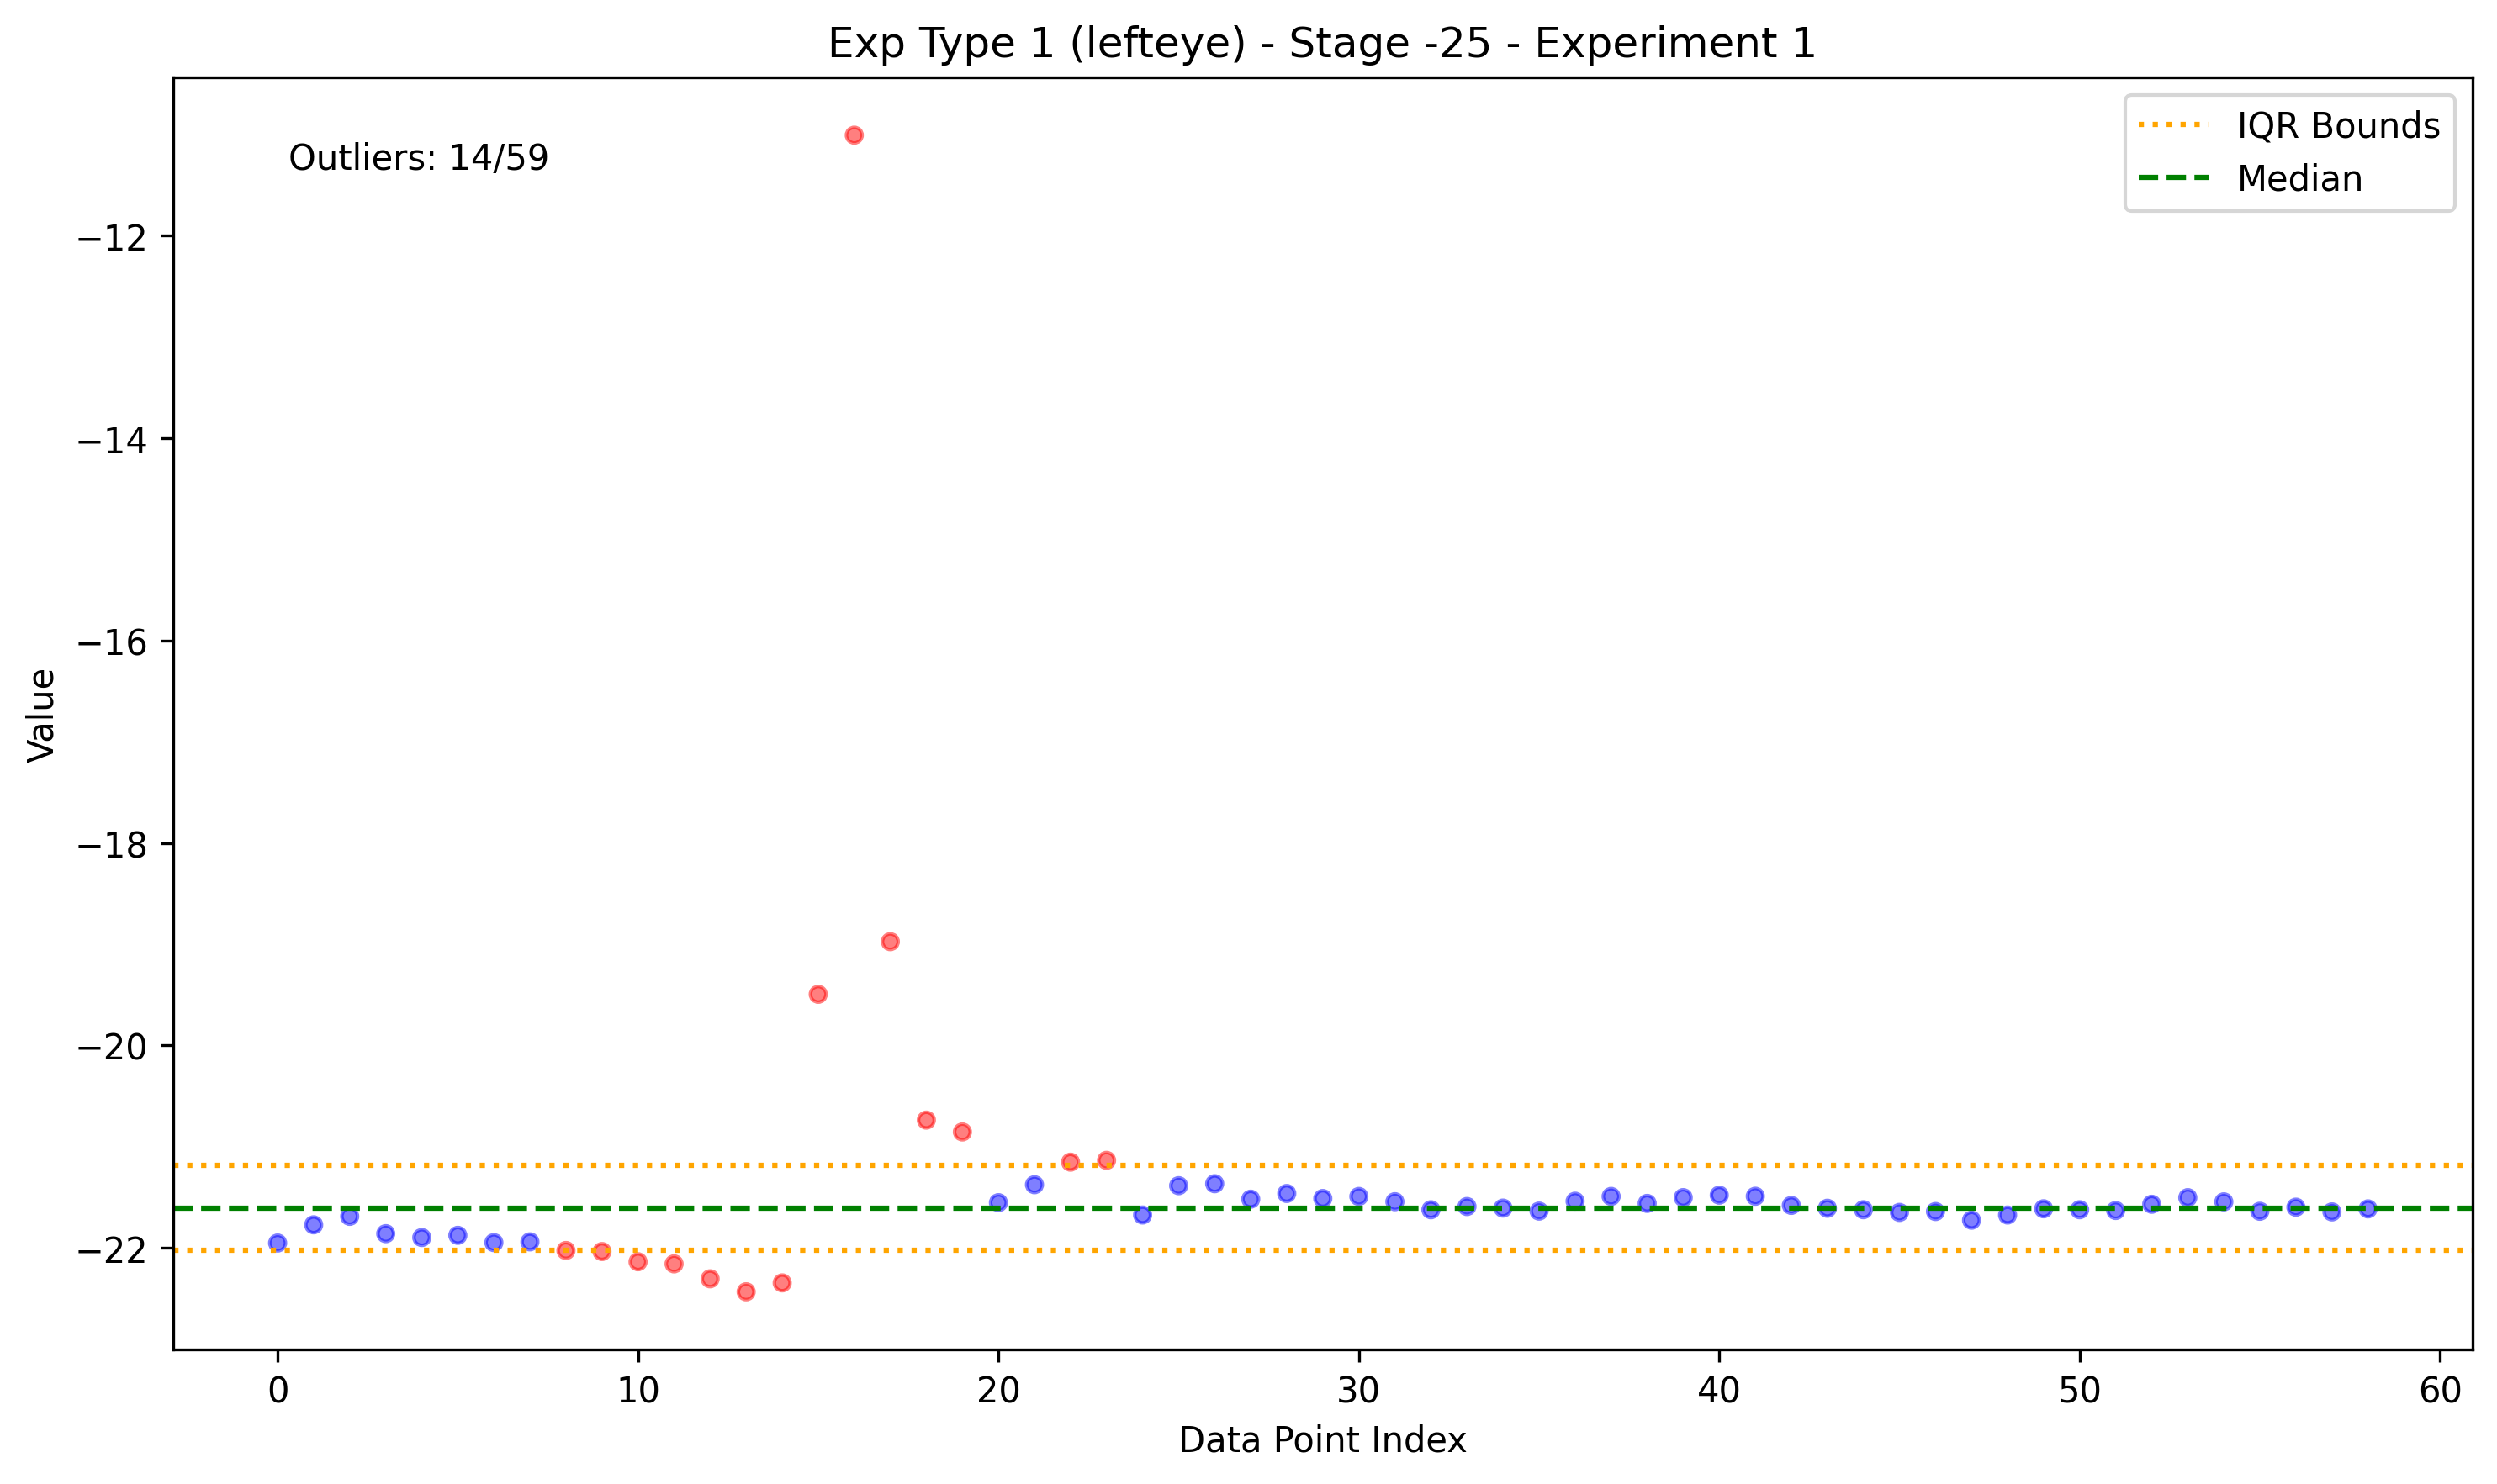 Exp Type 1 (lefteye) - Stage -25 - Experiment 1
Outliers: 14/59
IQR Bounds
Median
Value
−12
−14
−16
−18
−20
−22
0 10 20 30 40 50 60
Data Point Index